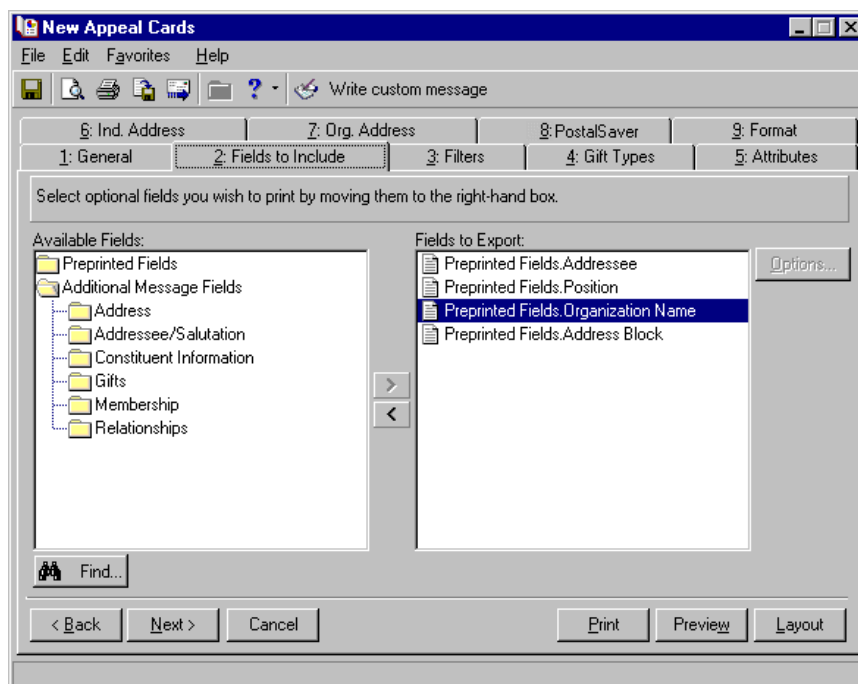 New Appeal Cards
File Edit Favorites Help
? Write custom message
6: Ind. Address 7: Org. Address 8:PostalSaver 9: Format
1: General 2: Fields to Include 3: Filters 4: Gift Types 5: Attributes
Select optional fields you wish to print by moving them to the right-hand box.
Available Fields: Fields to Export:
Preprinted Fields Preprinted Fields.Addressee Options...
Additional Message Fields Preprinted Fields.Position
Address Preprinted Fields.Organization Name
Addressee/Salutation Preprinted Fields.Address Block
Constituent Information
Gifts >
Membership <
Relationships
Find...
< Back Next > Cancel Print Preview Layout